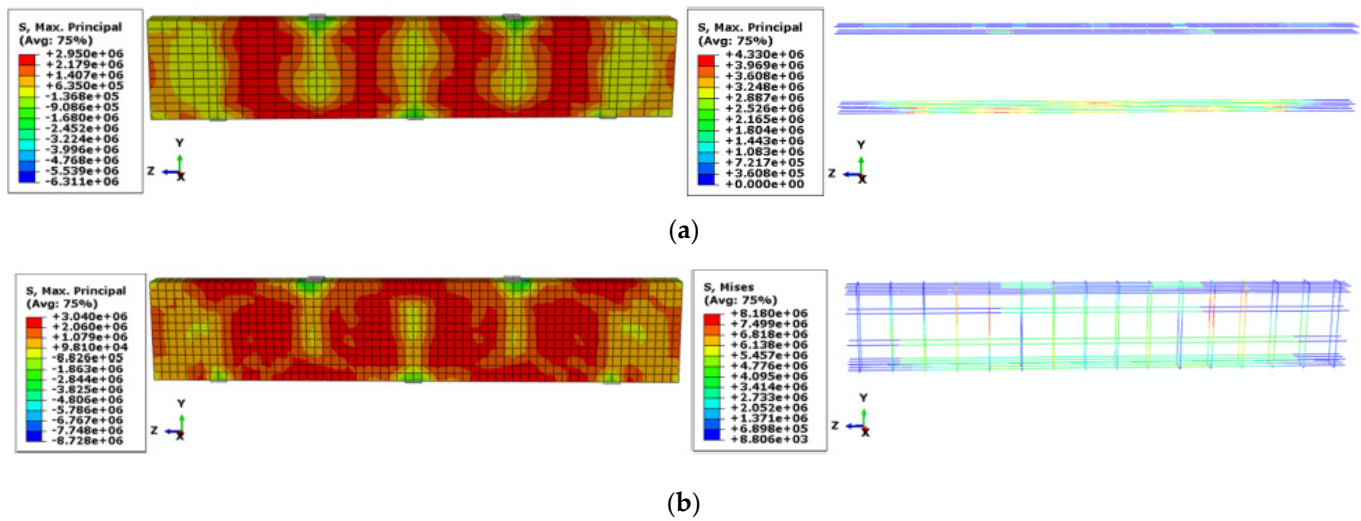 S, Max. Principal
(Avg: 75%)
+2.950e+06
+2.179e+06
+1.407e+06
+6.350e+05
-1.368e+05
-9.086e+05
-1.680e+06
-2.452e+06
-3.224e+06
-3.996e+06
-4.768e+06
-5.539e+06
-6.311e+06
Y
Z
X
S, Max. Principal
(Avg: 75%)
+4.330e+06
+3.969e+06
+3.608e+06
+3.248e+06
+2.887e+06
+2.526e+06
+2.165e+06
+1.804e+06
+1.443e+06
+1.083e+06
+7.217e+05
+3.608e+05
+0.000e+00
Y
Z
X
(a)
S, Max. Principal
(Avg: 75%)
+3.040e+06
+2.060e+06
+1.079e+06
+9.810e+04
-8.826e+05
-1.863e+06
-2.844e+06
-3.825e+06
-4.806e+06
-5.786e+06
-6.767e+06
-7.748e+06
-8.728e+06
Y
Z
X
S, Mises
(Avg: 75%)
+8.180e+06
+7.499e+06
+6.818e+06
+6.138e+06
+5.457e+06
+4.776e+06
+4.095e+06
+3.414e+06
+2.733e+06
+2.052e+06
+1.371e+06
+6.898e+05
+8.806e+03
Y
Z
X
(b)